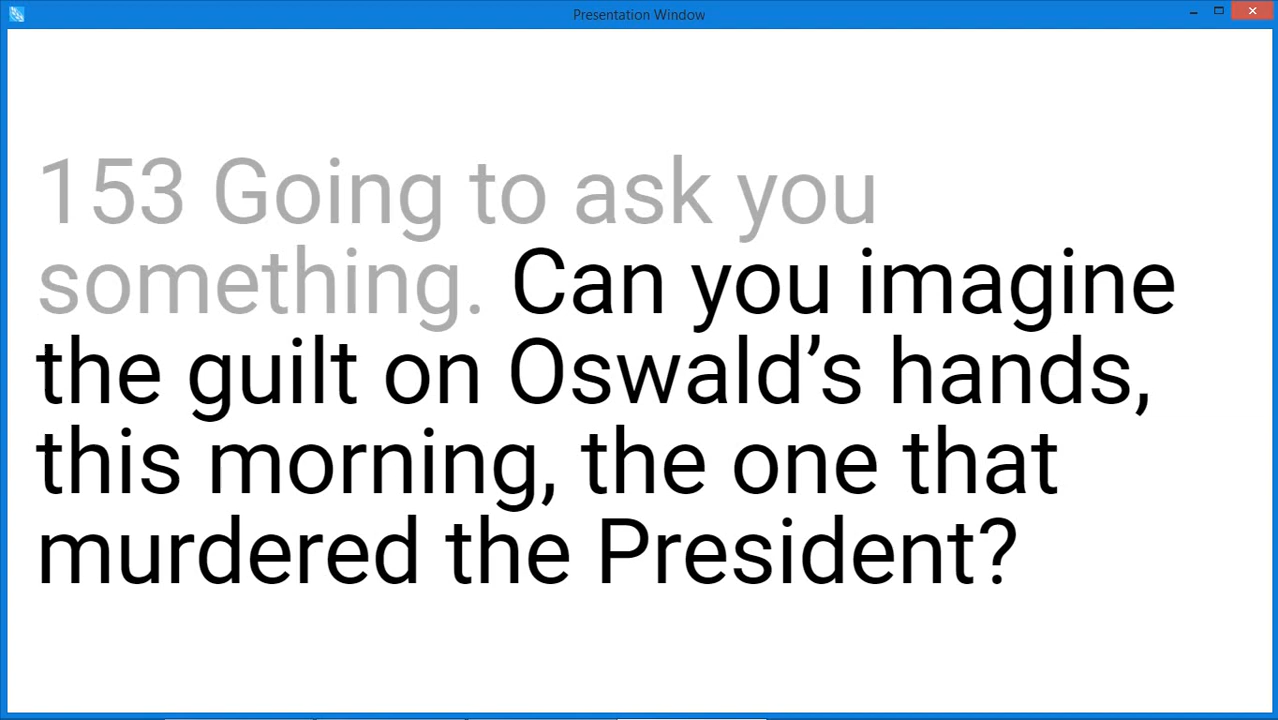 Presentation Window
153 Going to ask you
something. Can you imagine
the guilt on Oswald’s hands,
this morning, the one that
murdered the President?